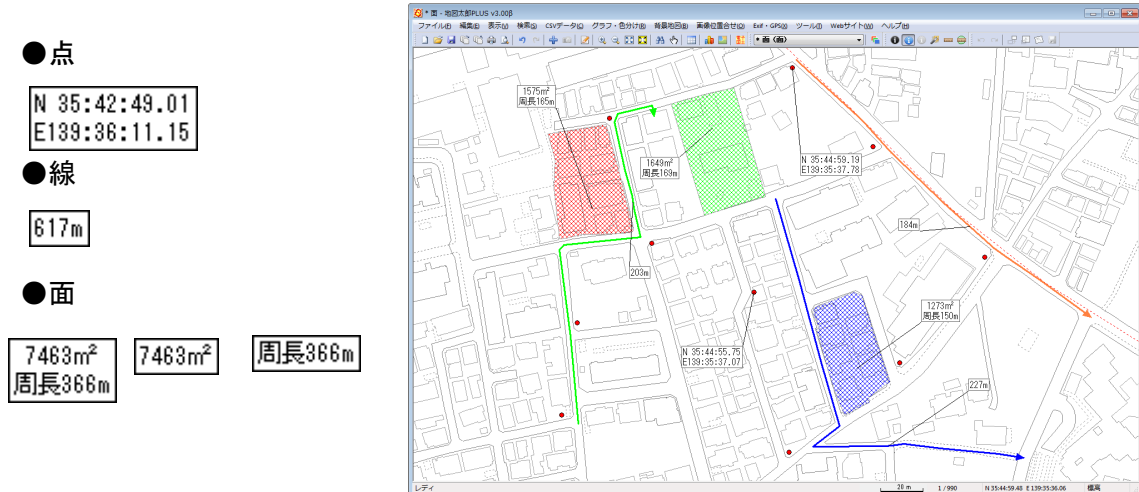 ●点
N 35:42:49.01
E139:36:11.15
●線
617m
●面
7463m²
周長366m
7463m²
周長366m
* 面 - 地図太郎PLUS v3.00β
ファイル(F) 編集(E) 表示(V) 検索(S) CSVデータ(C) グラフ・色分け(B) 背景地図(B) 画像位置合せ(O) Exif・GPS(X) ツール(T) Webサイト(W) ヘルプ(H)
* 面 (面)
1575m²
周長165m
1649m²
周長169m
N 35:44:59.19
E139:35:37.78
184m
203m
1273m²
周長150m
N 35:44:55.75
E139:35:37.07
227m
レディ
20 m
1 / 990
N 35:44:59.48 E 139:35:36.06
標高